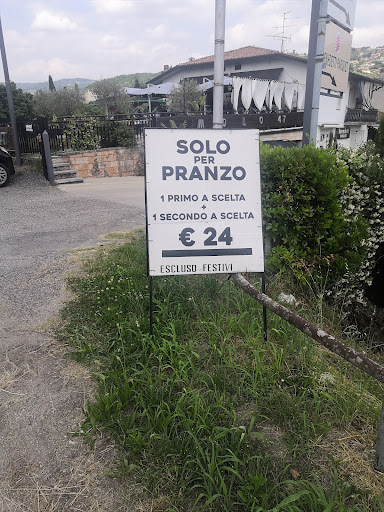 SOLO
PER
PRANZO
1 PRIMO A SCELTA
+
1 SECONDO A SCELTA
€ 24
ESCLUSO FESTIVI